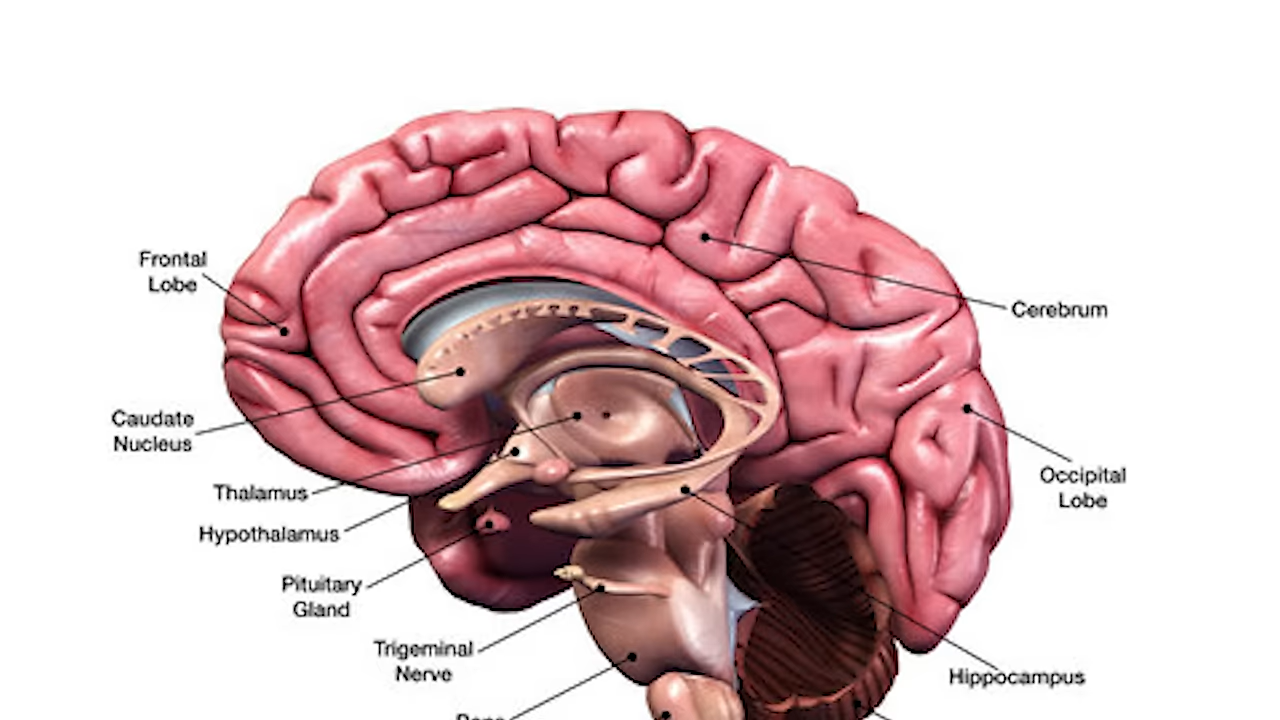 Frontal
Lobe
Cerebrum
Caudate
Nucleus
Occipital
Lobe
Thalamus
Hypothalamus
Pituitary
Gland
Trigeminal
Nerve
Hippocampus